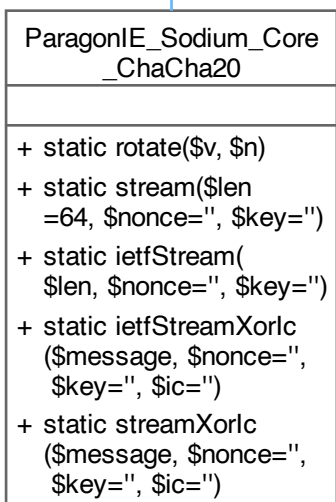 ParagonIE_Sodium_Core
_ChaCha20
+ static rotate($v, $n)
+ static stream($len
=64, $nonce='', $key='')
+ static ietfStream(
$len, $nonce='', $key='')
+ static ietfStreamXorIc
($message, $nonce='',
$key='', $ic='')
+ static streamXorIc
($message, $nonce='',
$key='', $ic='')